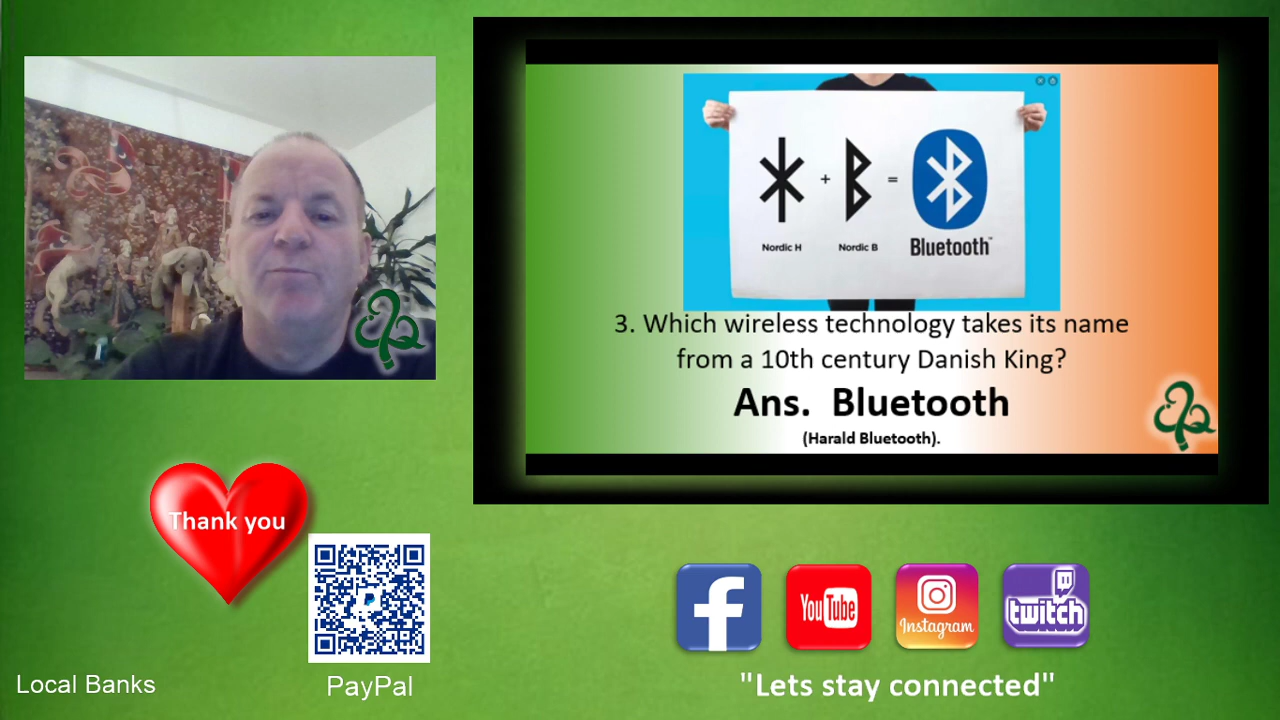 Nordic H
+
Nordic B
=
Bluetooth™
3. Which wireless technology takes its name
from a 10th century Danish King?
Ans. Bluetooth
(Harald Bluetooth).
Thank you
PayPal
Local Banks
f
YouTube
Instagram
twitch
"Lets stay connected"